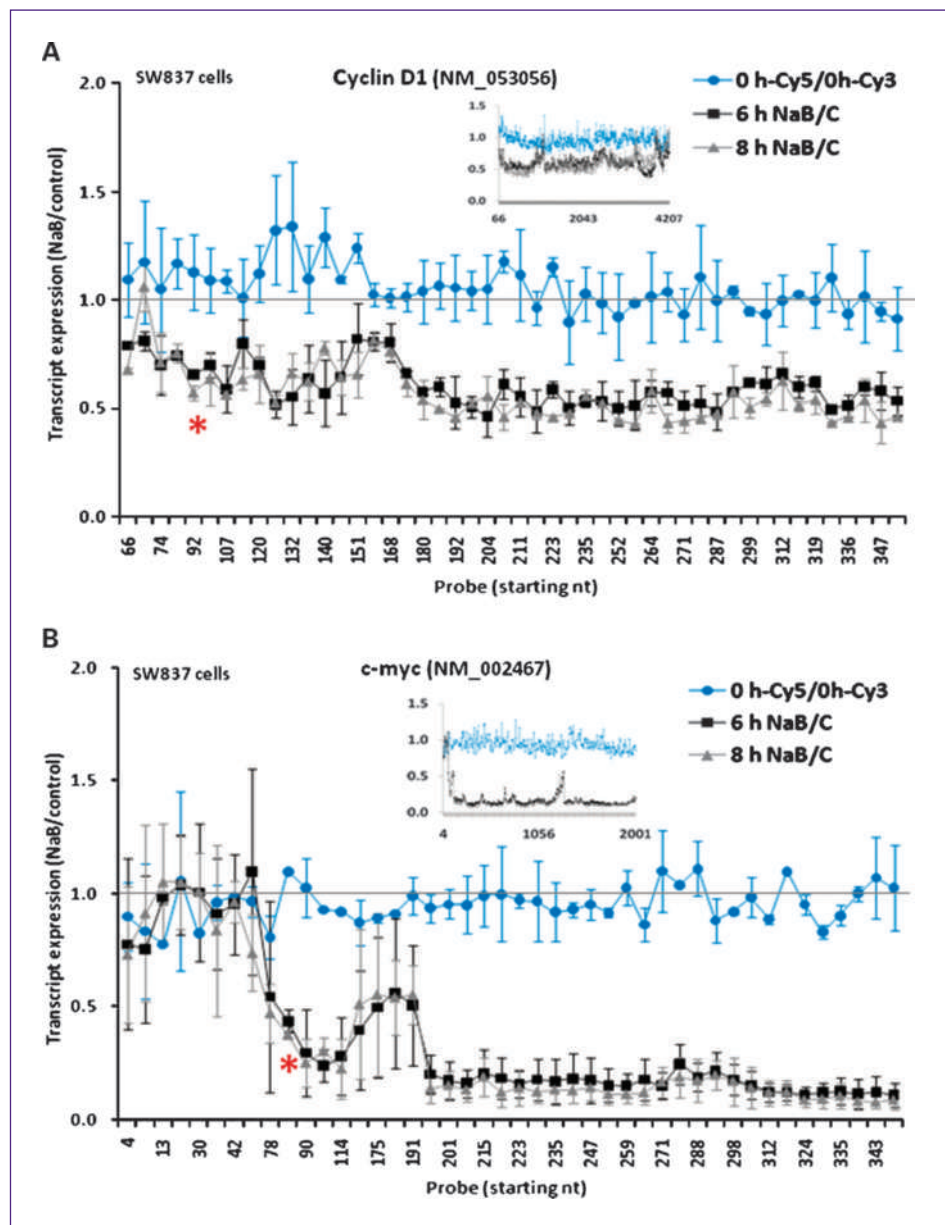 A
SW837 cells
Cyclin D1 (NM_053056)
0 h-Cy5/0h-Cy3
6 h NaB/C
8 h NaB/C
Transcript expression (NaB/control)
2.0
1.5
1.0
0.5
0.0
1.5
1.0
0.5
0.0
66 2043 4207
*
66 74 92 107 120 132 140 151 168 180 192 204 211 223 235 252 264 271 287 299 312 319 336 347
Probe (starting nt)
B
SW837 cells
c-myc (NM_002467)
0 h-Cy5/0h-Cy3
6 h NaB/C
8 h NaB/C
Transcript expression (NaB/control)
2.0
1.5
1.0
0.5
0.0
1.5
1.0
0.5
0.0
4 1056 2001
*
4 13 30 42 78 90 114 175 191 201 215 223 235 247 259 271 288 298 312 324 335 343
Probe (starting nt)